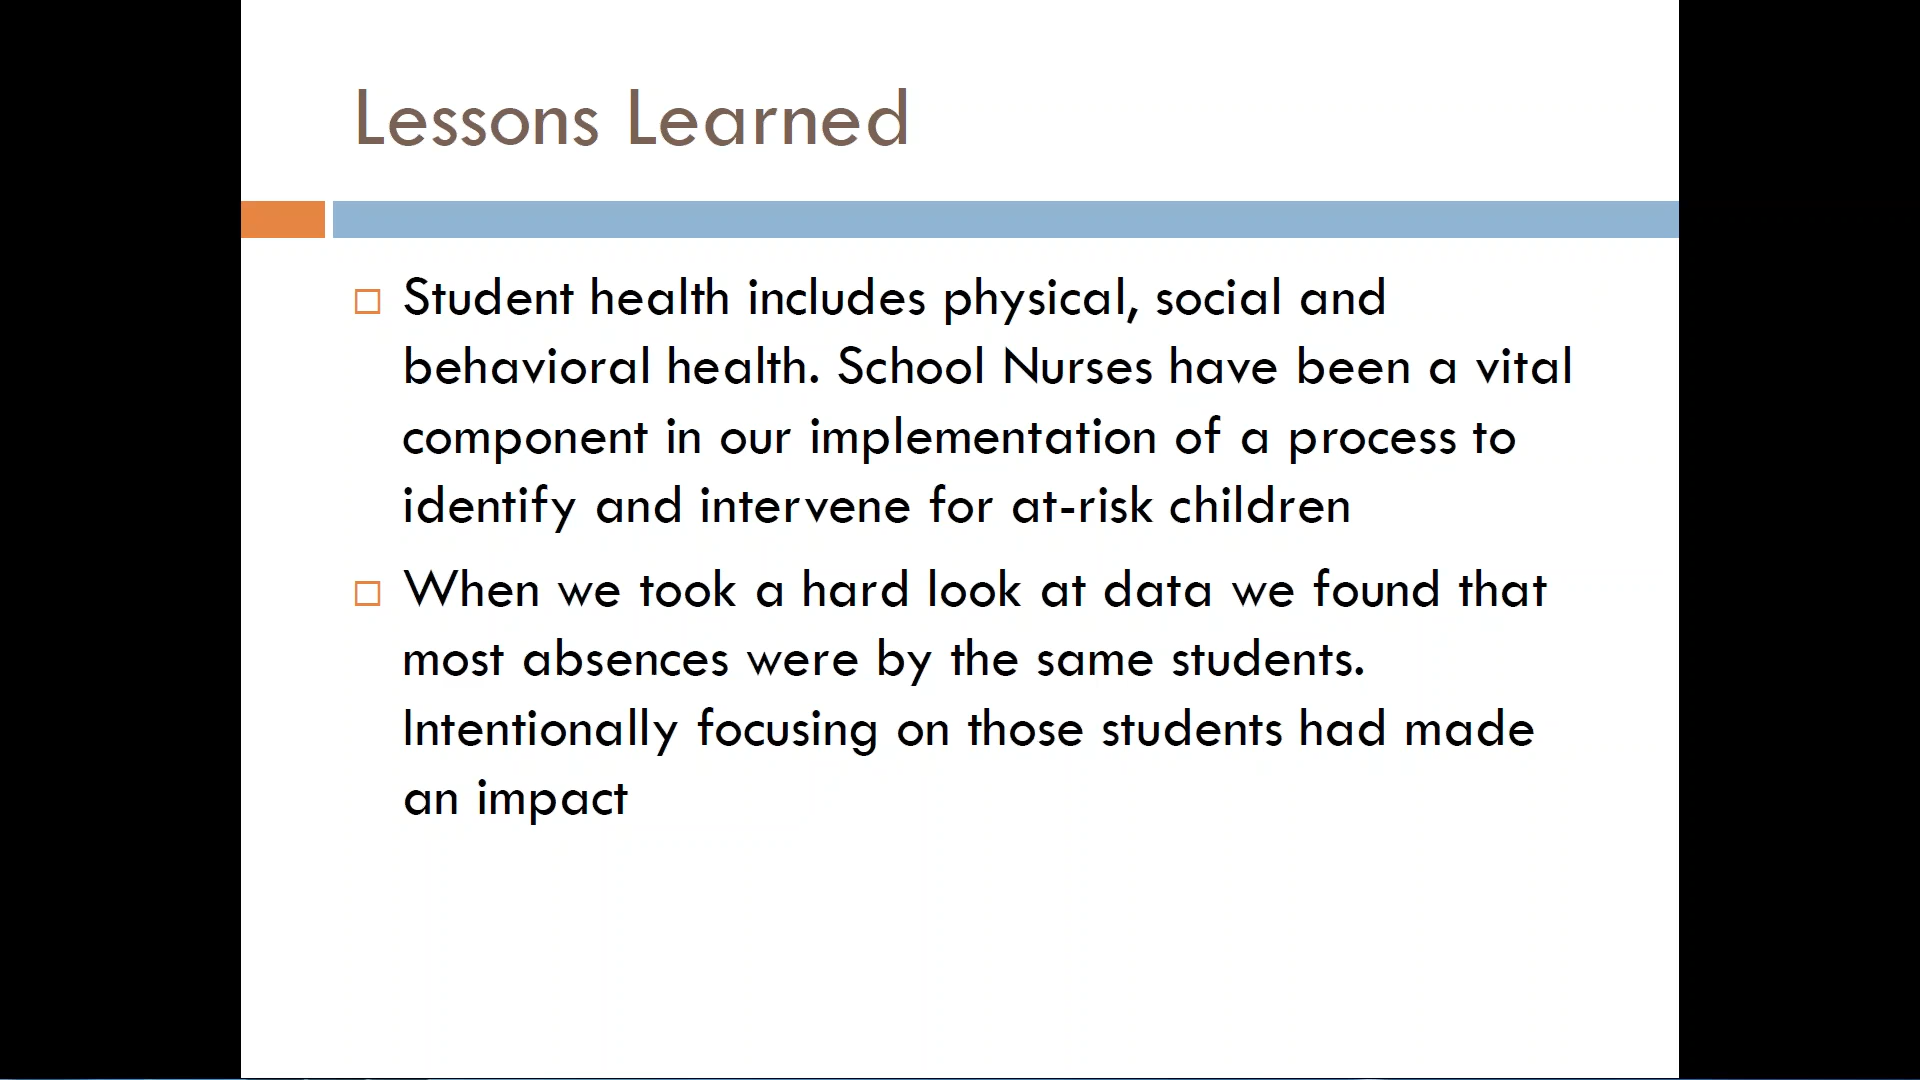 Lessons Learned
Student health includes physical, social and
behavioral health. School Nurses have been a vital
component in our implementation of a process to
identify and intervene for at-risk children
When we took a hard look at data we found that
most absences were by the same students.
Intentionally focusing on those students had made
an impact